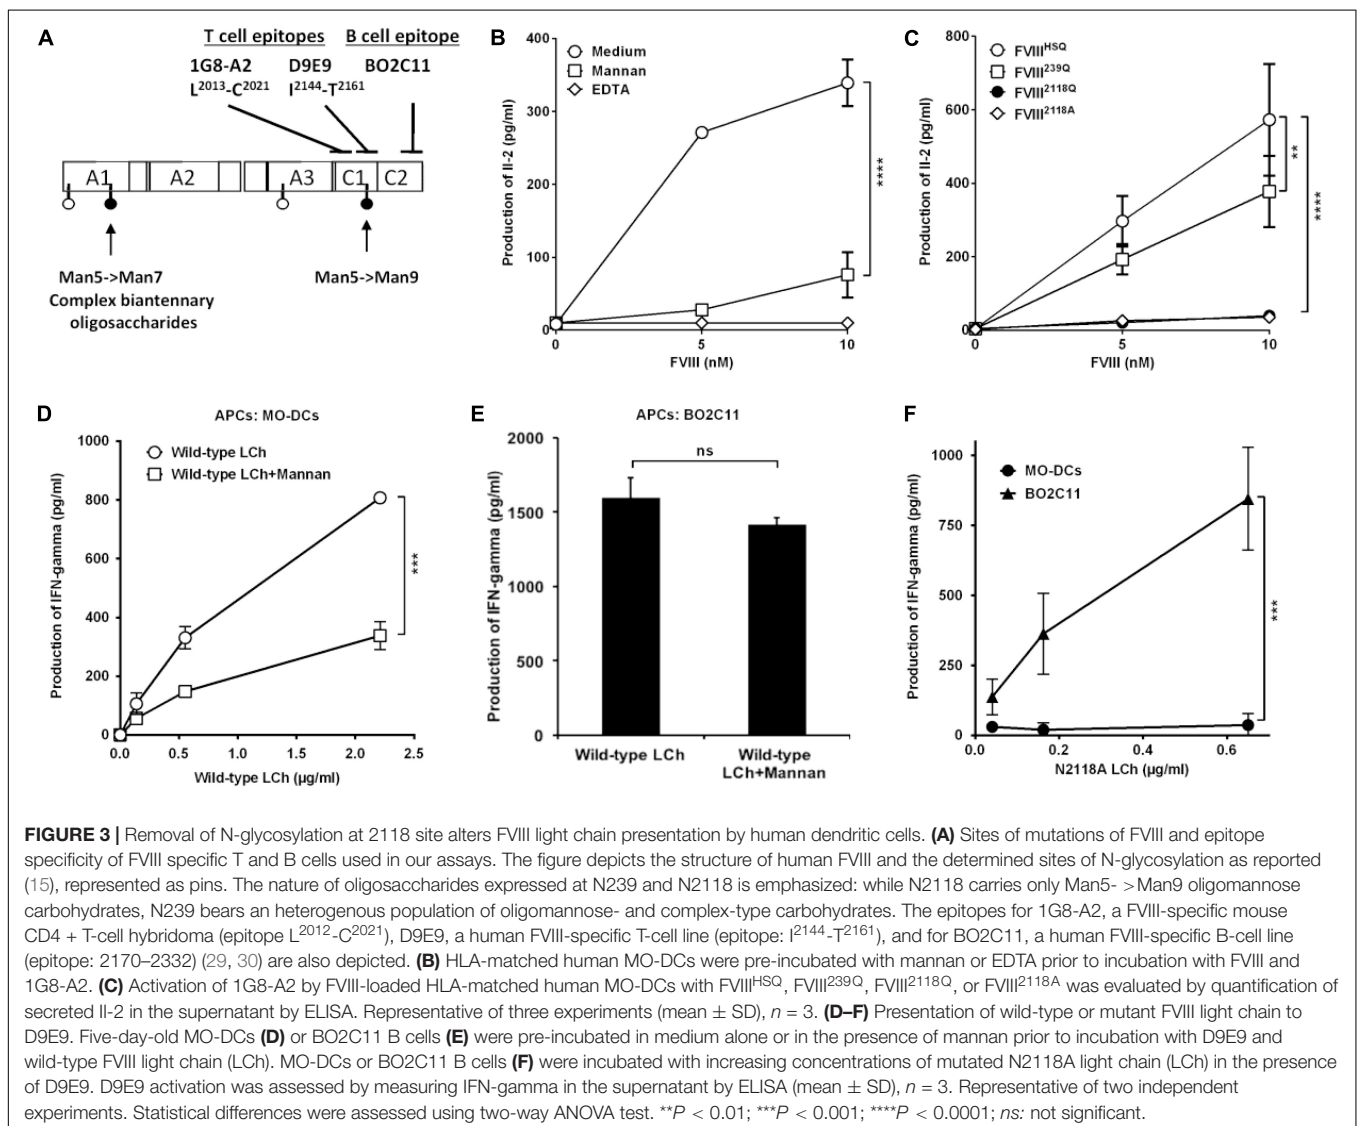 A
T cell epitopes B cell epitope
1G8-A2 D9E9 BO2C11
L2013-C2021 I2144-T2161
A1 A2 A3 C1 C2
Man5->Man7 Man5->Man9
Complex biantennary
oligosaccharides
B
Production of Il-2 (pg/ml)
400
300
200
100
0
Medium
Mannan
EDTA
****
0 5 10
FVIII (nM)
C
Production of Il-2 (pg/ml)
800
600
400
200
0
FVIIIHSQ
FVIII239Q
FVIII2118Q
FVIII2118A
**
****
0 5 10
FVIII (nM)
D
APCs: MO-DCs
Production of IFN-gamma (pg/ml)
1000
800
600
400
200
0
Wild-type LCh
Wild-type LCh+Mannan
***
0.0 0.5 1.0 1.5 2.0 2.5
Wild-type LCh (µg/ml)
E
APCs: BO2C11
Production of IFN-gamma (pg/ml)
2000
1500
1000
500
0
ns
Wild-type LCh Wild-type
LCh+Mannan
F
Production of IFN-gamma (pg/ml)
1000
750
500
250
0
MO-DCs
BO2C11
***
0.0 0.2 0.4 0.6
N2118A LCh (µg/ml)
FIGURE 3 | Removal of N-glycosylation at 2118 site alters FVIII light chain presentation by human dendritic cells. (A) Sites of mutations of FVIII and epitope
specificity of FVIII specific T and B cells used in our assays. The figure depicts the structure of human FVIII and the determined sites of N-glycosylation as reported
(15), represented as pins. The nature of oligosaccharides expressed at N239 and N2118 is emphasized: while N2118 carries only Man5- >Man9 oligomannose
carbohydrates, N239 bears an heterogenous population of oligomannose- and complex-type carbohydrates. The epitopes for 1G8-A2, a FVIII-specific mouse
CD4 + T-cell hybridoma (epitope L2012-C2021), D9E9, a human FVIII-specific T-cell line (epitope: I2144-T2161), and for BO2C11, a human FVIII-specific B-cell line
(epitope: 2170–2332) (29, 30) are also depicted. (B) HLA-matched human MO-DCs were pre-incubated with mannan or EDTA prior to incubation with FVIII and
1G8-A2. (C) Activation of 1G8-A2 by FVIII-loaded HLA-matched human MO-DCs with FVIIIHSQ, FVIII239Q, FVIII2118Q, or FVIII2118A was evaluated by quantification of
secreted Il-2 in the supernatant by ELISA. Representative of three experiments (mean ± SD), n = 3. (D–F) Presentation of wild-type or mutant FVIII light chain to
D9E9. Five-day-old MO-DCs (D) or BO2C11 B cells (E) were pre-incubated in medium alone or in the presence of mannan prior to incubation with D9E9 and
wild-type FVIII light chain (LCh). MO-DCs or BO2C11 B cells (F) were incubated with increasing concentrations of mutated N2118A light chain (LCh) in the presence
of D9E9. D9E9 activation was assessed by measuring IFN-gamma in the supernatant by ELISA (mean ± SD), n = 3. Representative of two independent
experiments. Statistical differences were assessed using two-way ANOVA test. **P < 0.01; ***P < 0.001; ****P < 0.0001; ns: not significant.